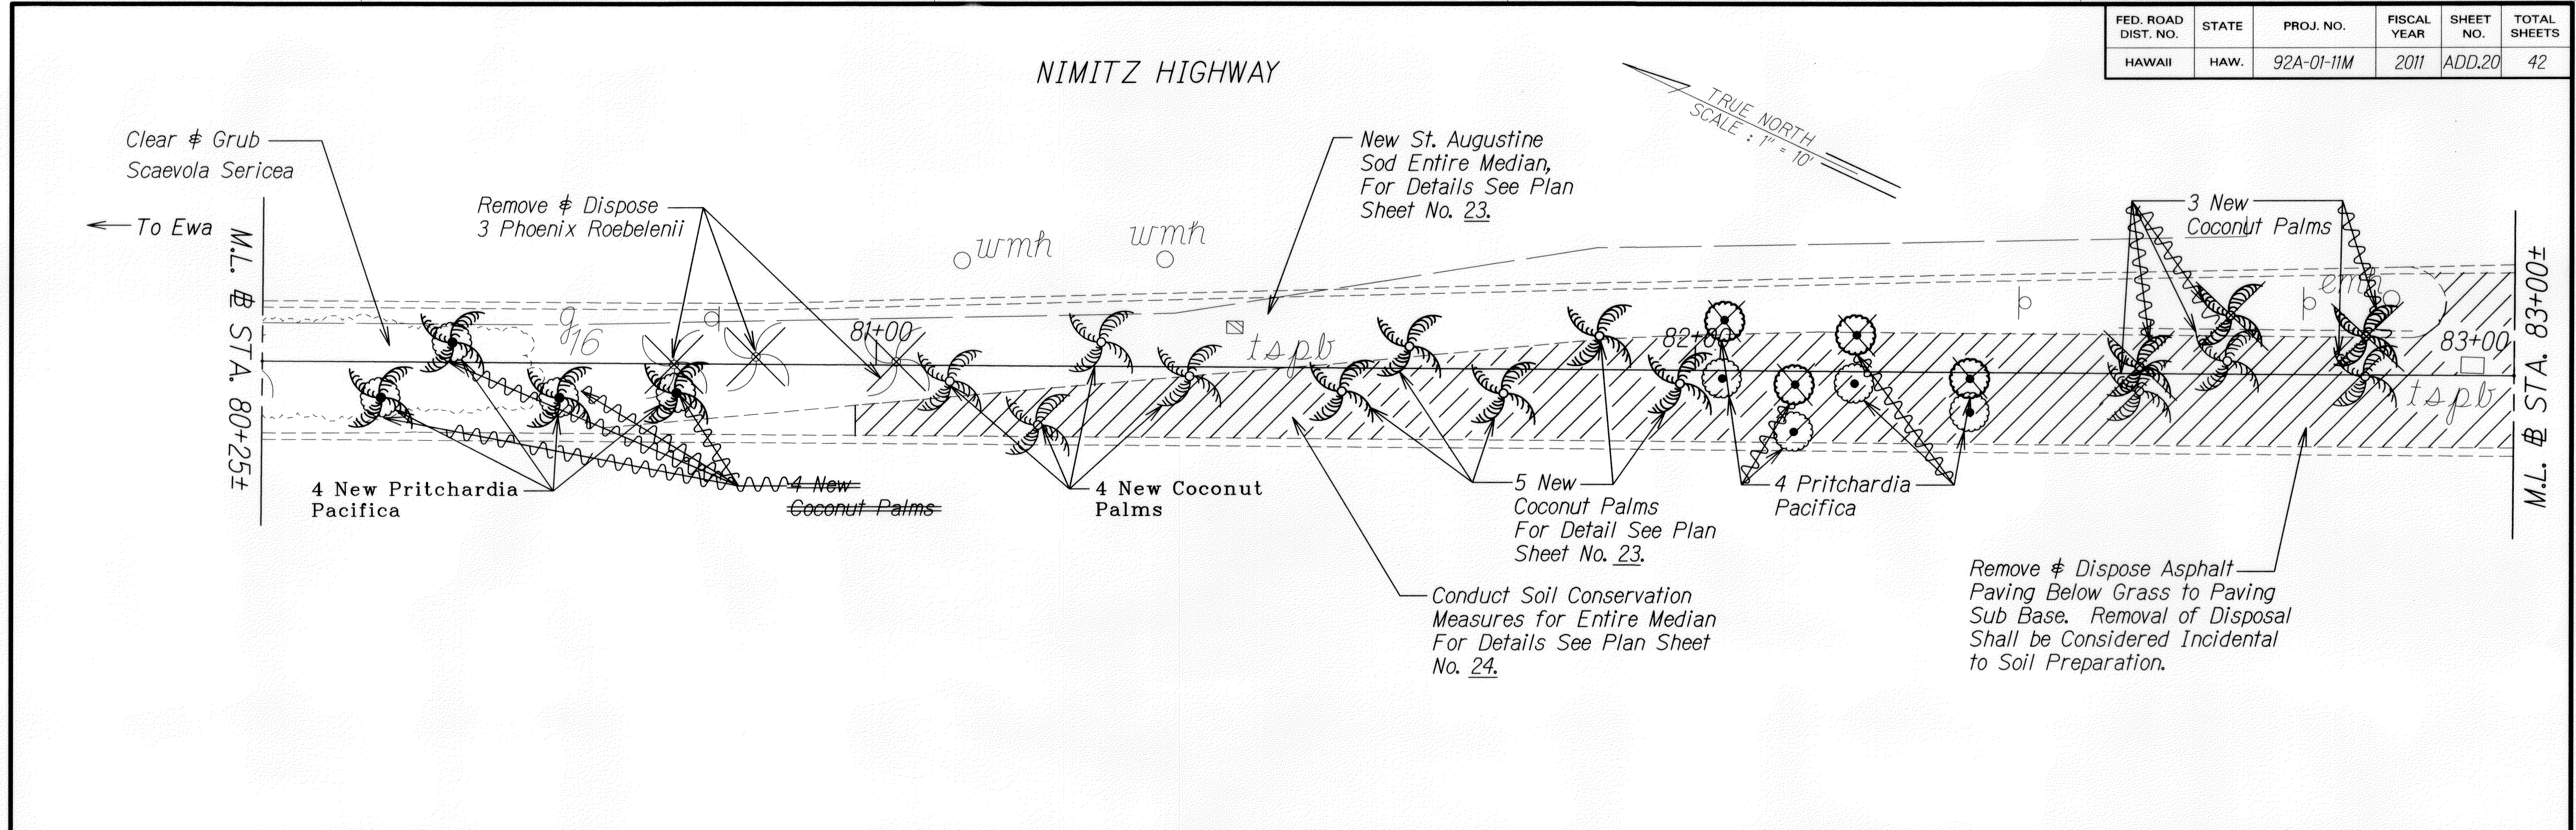 FED. ROAD DIST. NO. STATE PROJ. NO. FISCAL YEAR SHEET NO. TOTAL SHEETS
HAWAII HAW. 92A-01-11M 2011 ADD.20 42
NIMITZ HIGHWAY
TRUE NORTH
SCALE : 1" = 10'
Clear & Grub
Scaevola Sericea
To Ewa
Remove & Dispose
3 Phoenix Roebelenii
New St. Augustine
Sod Entire Median,
For Details See Plan
Sheet No. 23.
3 New
Coconut Palms
M.L. ℄ STA. 80+25±
wmh
wmh
g16
81+00
tspb
82+00
emh
83+00
tspb
M.L. ℄ STA. 83+00±
4 New Pritchardia
Pacifica
4 New
Coconut Palms
4 New Coconut
Palms
5 New
Coconut Palms
For Detail See Plan
Sheet No. 23.
4 Pritchardia
Pacifica
Conduct Soil Conservation
Measures for Entire Median
For Details See Plan Sheet
No. 24.
Remove & Dispose Asphalt
Paving Below Grass to Paving
Sub Base. Removal of Disposal
Shall be Considered Incidental
to Soil Preparation.